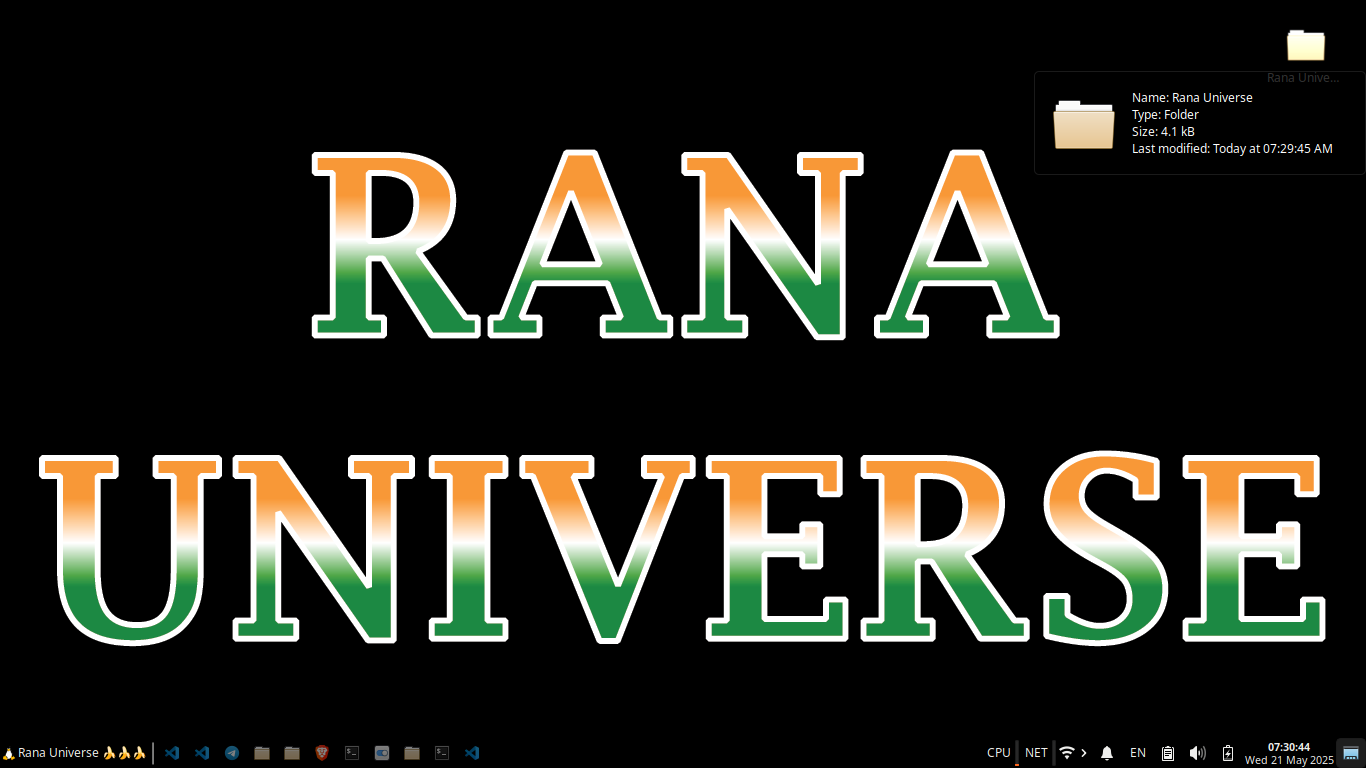 Rana Unive...
Name: Rana Universe
Type: Folder
Size: 4.1 kB
Last modified: Today at 07:29:45 AM
RANA
UNIVERSE
Rana Universe 🍌🍌🍌
CPU NET EN
07:30:44
Wed 21 May 2025